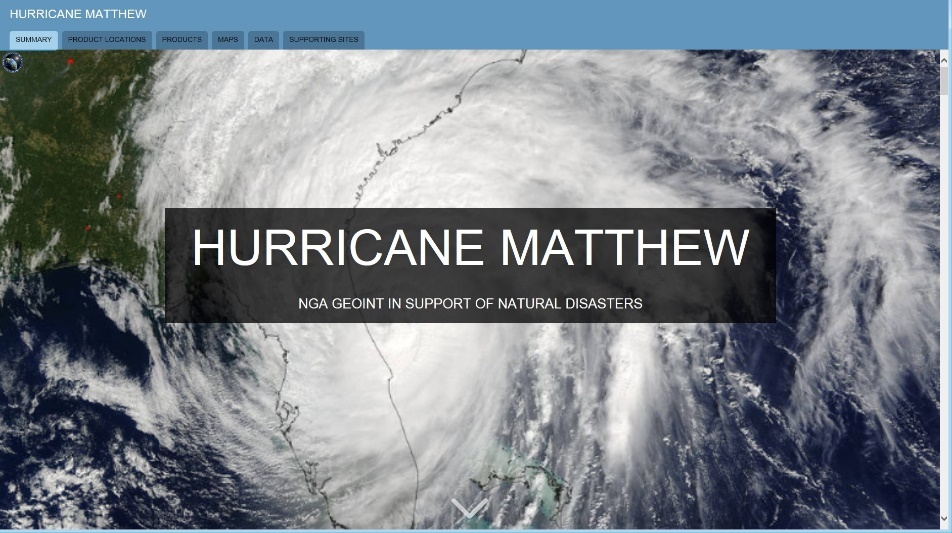 HURRICANE MATTHEW
SUMMARY PRODUCT LOCATIONS PRODUCTS MAPS DATA SUPPORTING SITES
HURRICANE MATTHEW
NGA GEOINT IN SUPPORT OF NATURAL DISASTERS